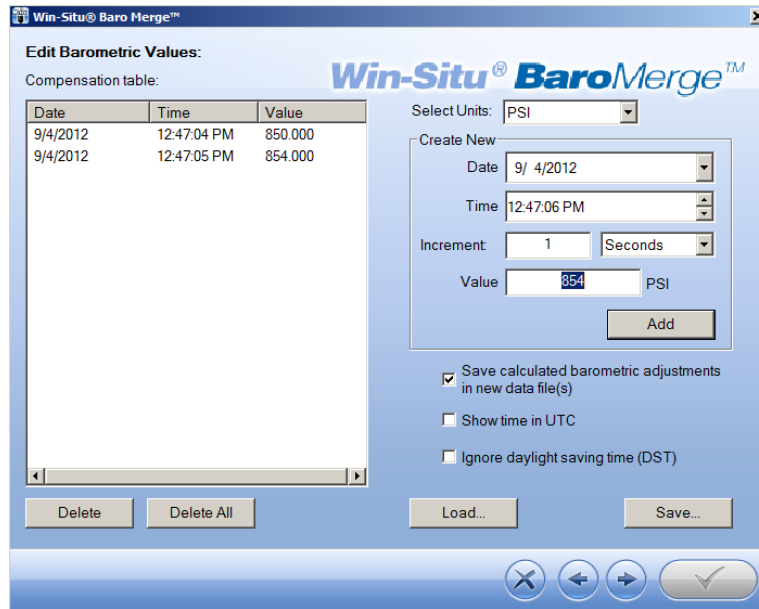 Win-Situ® Baro Merge™
Edit Barometric Values:
Win-Situ® BaroMerge™
Compensation table:
Date Time Value
9/4/2012 12:47:04 PM 850.000
9/4/2012 12:47:05 PM 854.000
Select Units: PSI
Create New
Date 9/ 4/2012
Time 12:47:06 PM
Increment: 1 Seconds
Value 854 PSI
Add
Save calculated barometric adjustments
in new data file(s)
Show time in UTC
Ignore daylight saving time (DST)
Delete Delete All Load... Save...